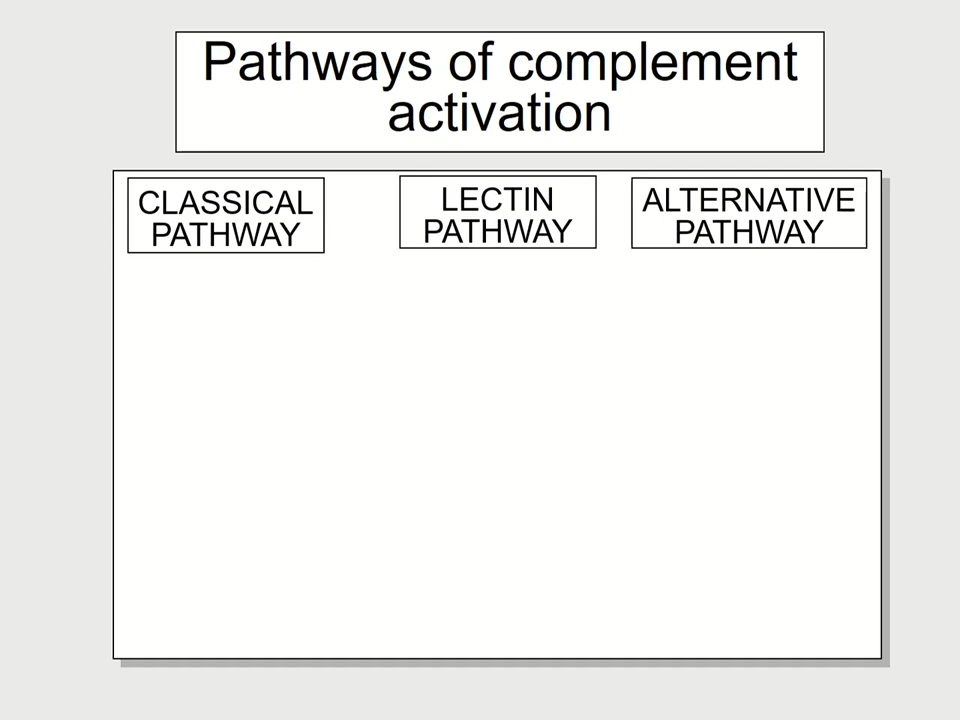 Pathways of complement
activation
CLASSICAL
PATHWAY
LECTIN
PATHWAY
ALTERNATIVE
PATHWAY